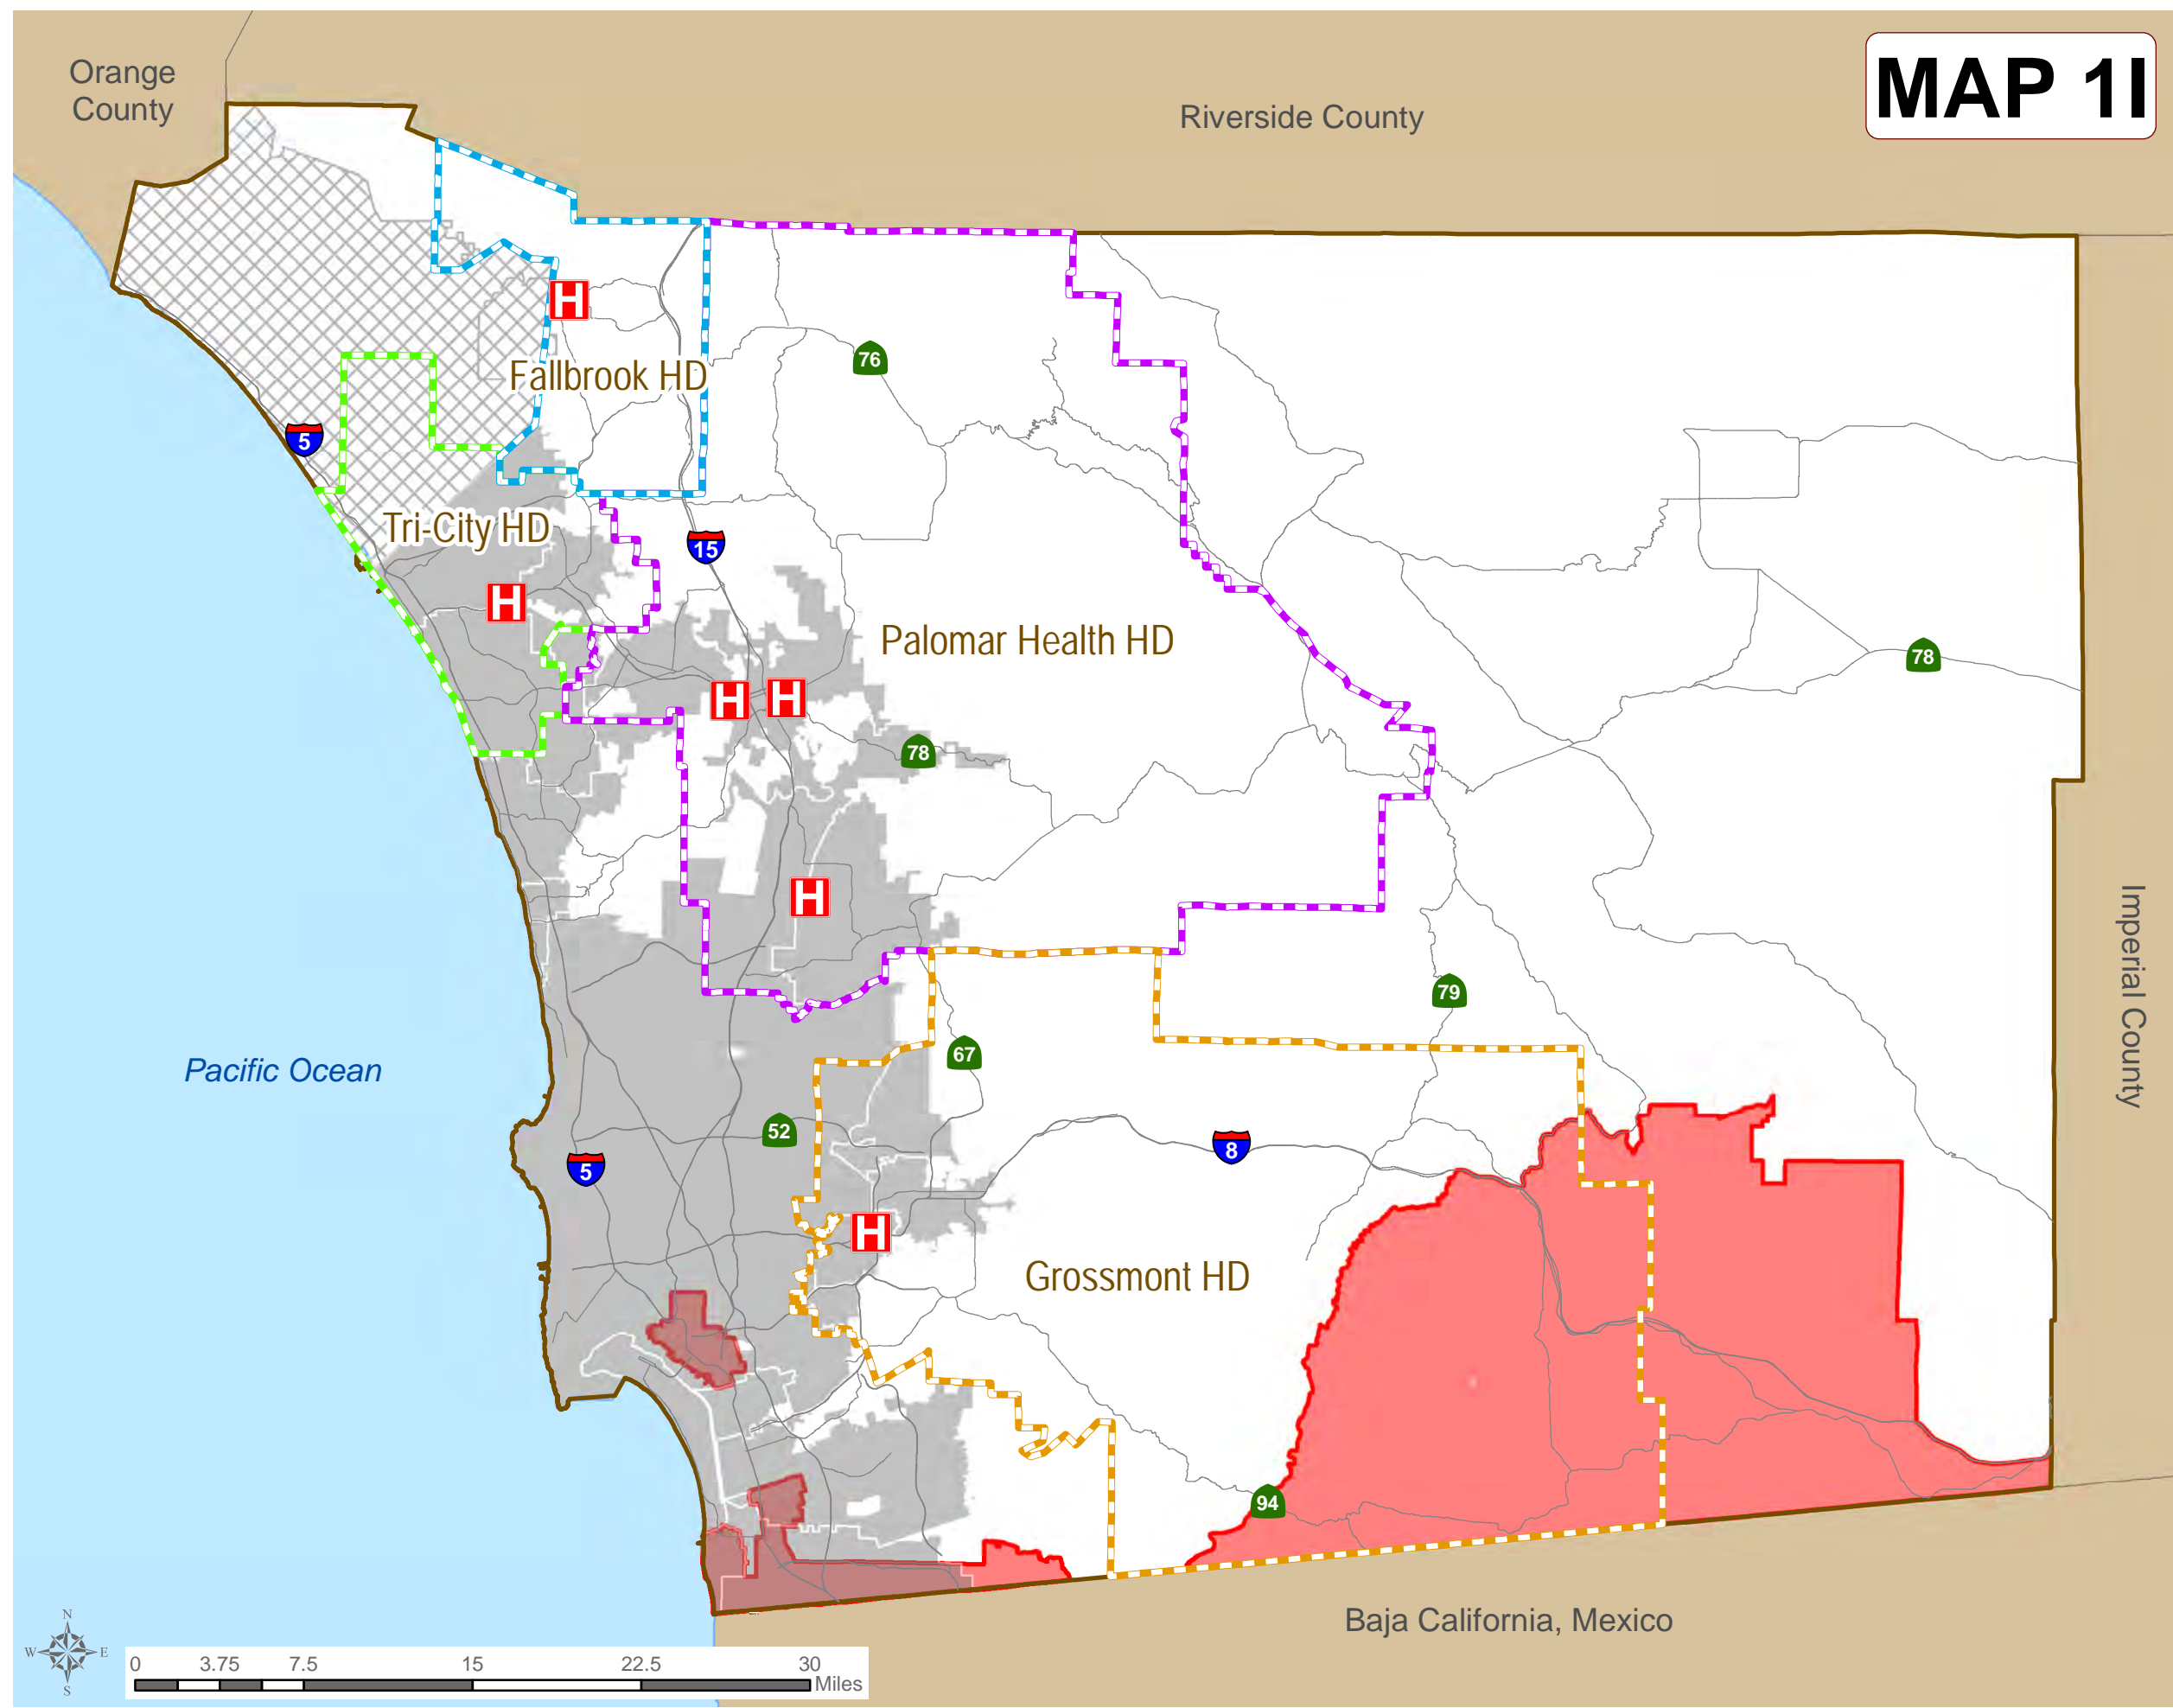 MAP 1I
Orange
County
Riverside County
H
76
Fallbrook HD
5
Tri-City HD
15
H
Palomar Health HD
78
H
H
78
H
Imperial County
79
67
Pacific Ocean
52
8
5
H
Grossmont HD
94
Baja California, Mexico
N
W
E
S
0 3.75 7.5 15 22.5 30
Miles